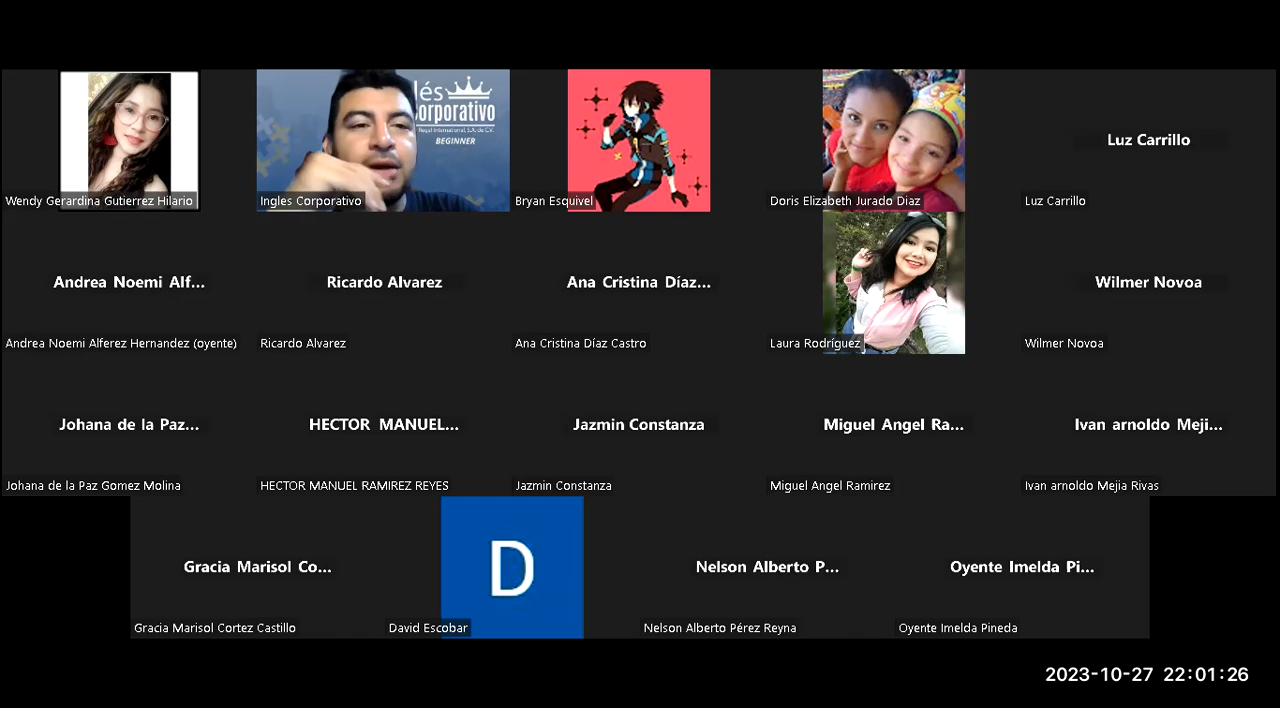 lés
orporativo
Regal International, S.A. de C.V.
BEGINNER
Luz Carrillo
Wendy Gerardina Gutierrez Hilario
Ingles Corporativo
Bryan Esquivel
Doris Elizabeth Jurado Diaz
Luz Carrillo
Andrea Noemi Alf...
Ricardo Alvarez
Ana Cristina Díaz...
Wilmer Novoa
Andrea Noemi Alferez Hernandez (oyente)
Ricardo Alvarez
Ana Cristina Díaz Castro
Laura Rodríguez
Wilmer Novoa
Johana de la Paz...
HECTOR MANUEL...
Jazmin Constanza
Miguel Angel Ra...
Ivan arnoldo Meji...
Johana de la Paz Gomez Molina
HECTOR MANUEL RAMIREZ REYES
Jazmin Constanza
Miguel Angel Ramirez
Ivan arnoldo Mejia Rivas
Gracia Marisol Co...
D
Nelson Alberto P...
Oyente Imelda Pi...
Gracia Marisol Cortez Castillo
David Escobar
Nelson Alberto Pérez Reyna
Oyente Imelda Pineda
2023-10-27 22:01:26